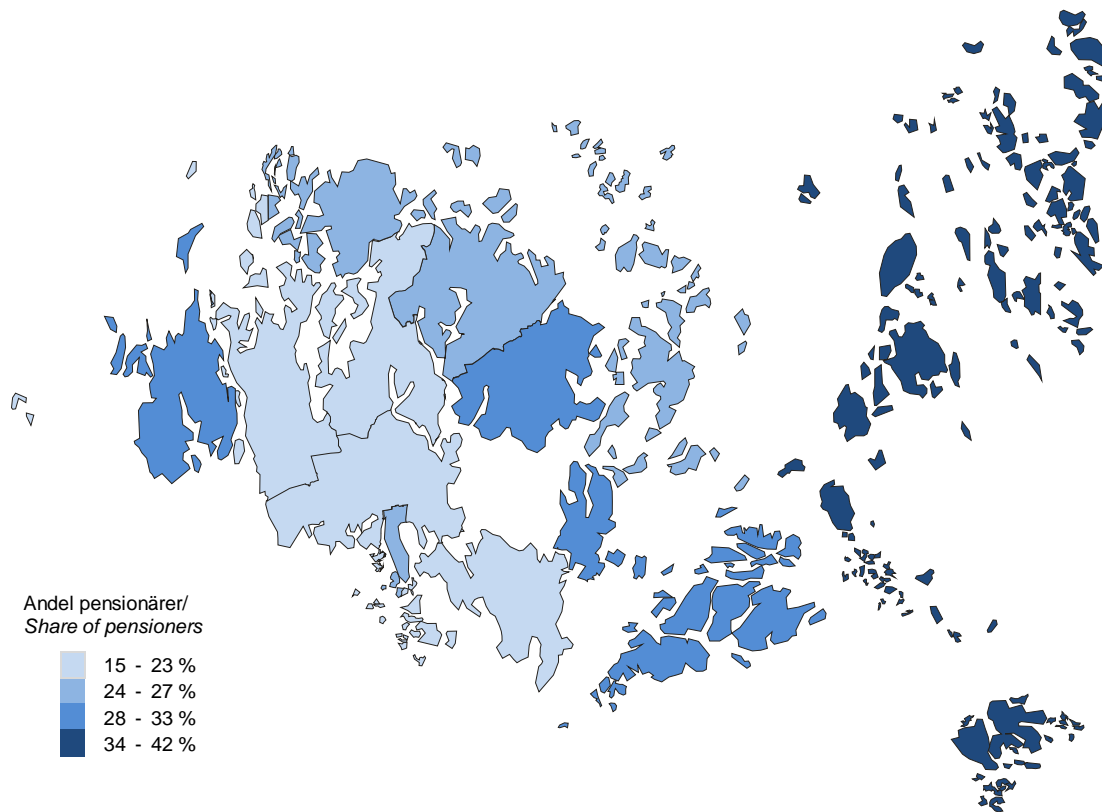 Andel pensionärer/
Share of pensioners
15 - 23 %
24 - 27 %
28 - 33 %
34 - 42 %